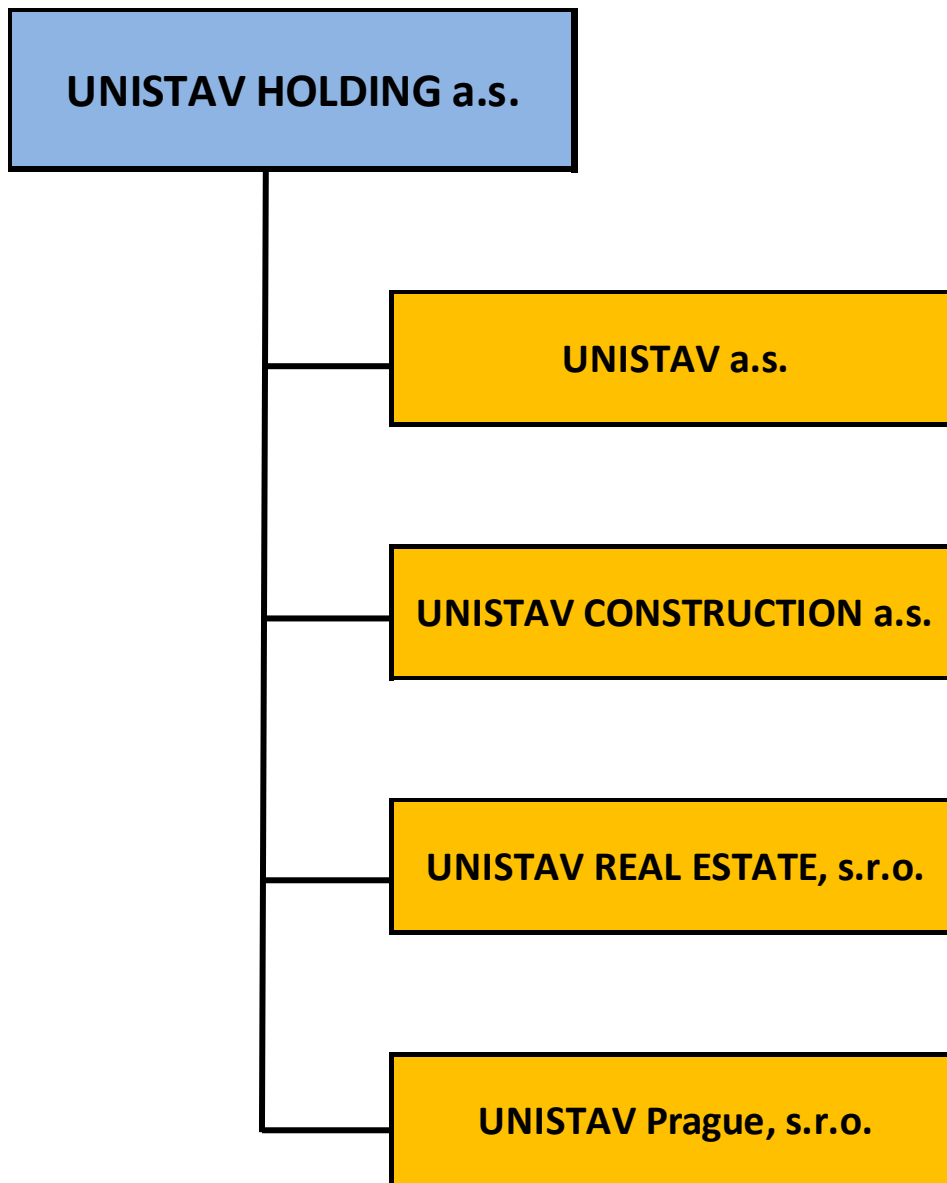 UNISTAV HOLDING a.s.
UNISTAV a.s.
UNISTAV CONSTRUCTION a.s.
UNISTAV REAL ESTATE, s.r.o.
UNISTAV Prague, s.r.o.